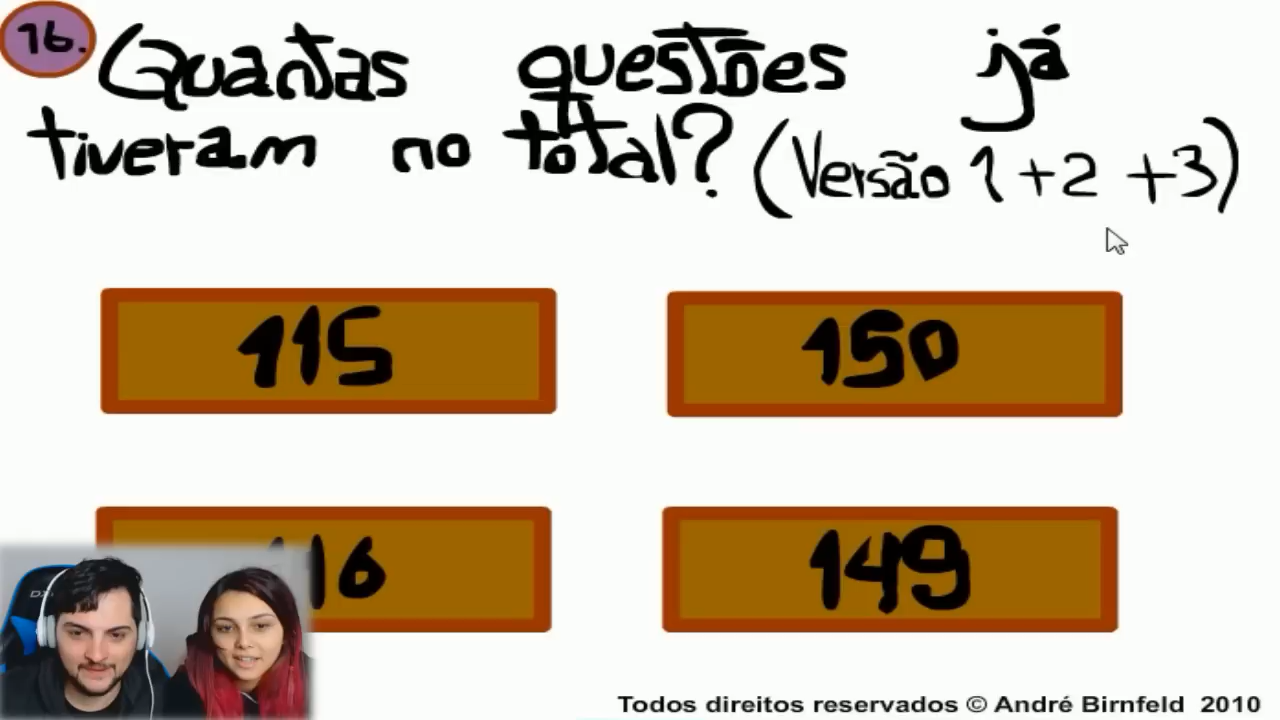 16. Quantas questões já
tiveram no total? (Versão 1+2 +3)
115
150
149
Todos direitos reservados © André Birnfeld 2010